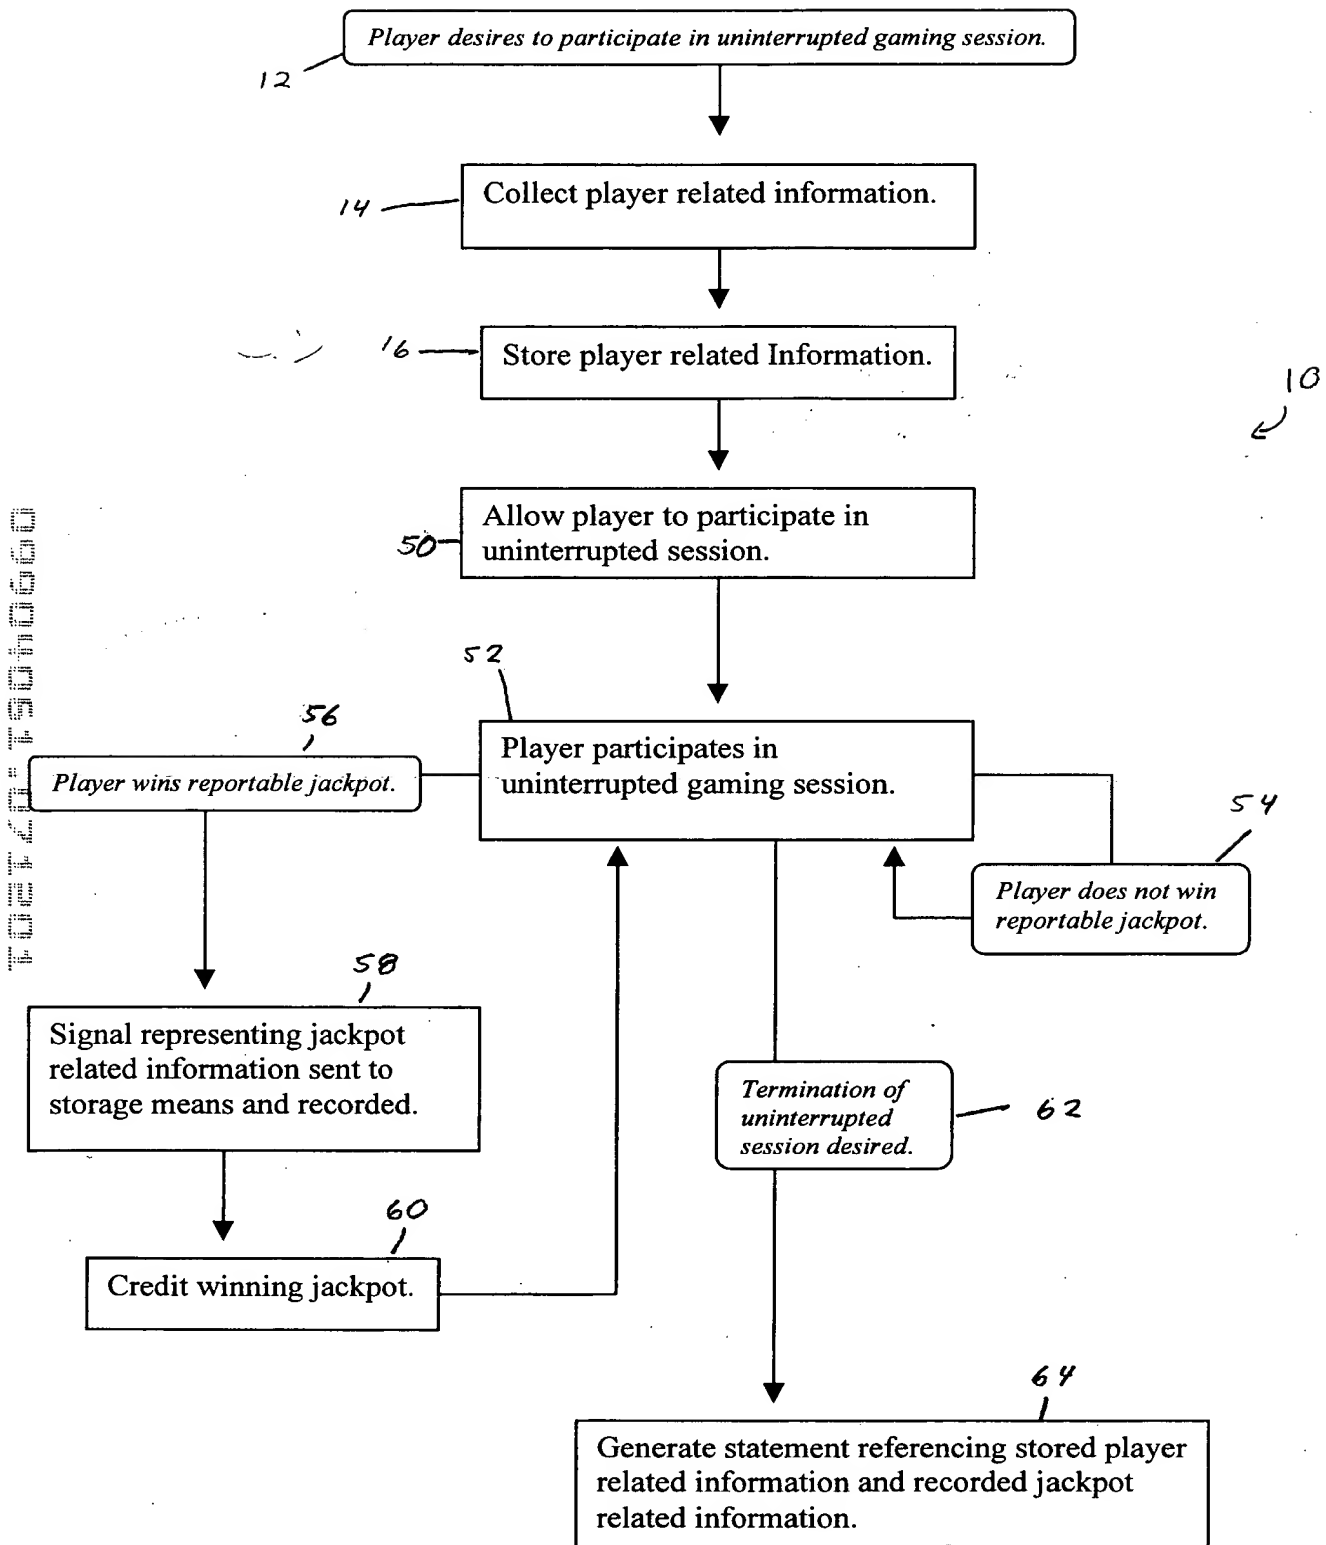 Player desires to participate in uninterrupted gaming session.
12
Collect player related information.
14
16
Store player related Information.
10
Allow player to participate in
uninterrupted session.
50
52
56
Player participates in
uninterrupted gaming session.
Player wins reportable jackpot.
54
Player does not win
reportable jackpot.
58
Signal representing jackpot
related information sent to
storage means and recorded.
Termination of
uninterrupted
session desired.
62
60
Credit winning jackpot.
64
Generate statement referencing stored player
related information and recorded jackpot
related information.